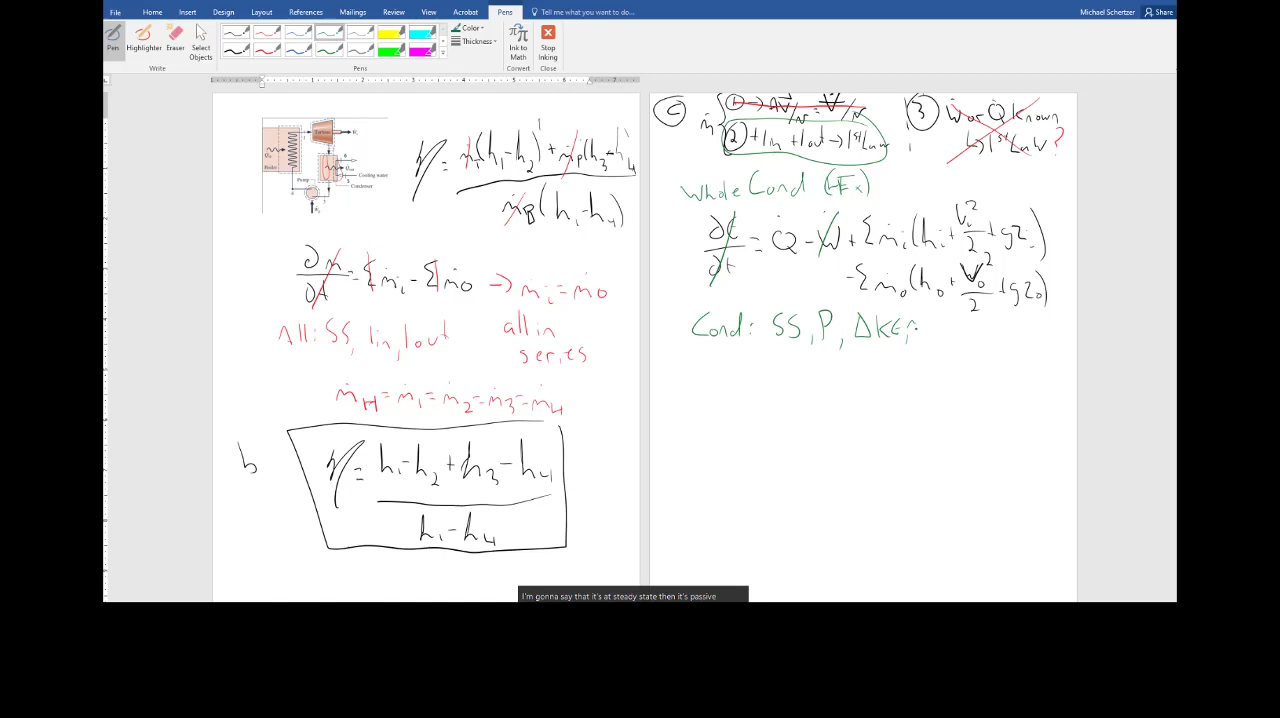 File Home Insert Design Layout References Mailings Review View Acrobat Pens Tell me what you want to do... Michael Schertzer Share
Pen Highlighter Eraser Select Objects
Color
Thickness
Ink to Math
Stop Inking
Write Pens Convert Close
Boiler Turbine
Pump Cooling water
Condenser
η = ṁ₁(h₁-h₂) + ṁp(h₃-h₄
ṁB(h₁-h₄)
∂m/∂t = Σṁi - Σṁo → ṁi = ṁo
All: SS, 1in, 1out all in series
ṁH = ṁ₁ = ṁ₂ = ṁ₃ = ṁ₄
b η = h₁-h₂+h₃-h₄
h₁-h₄
C ṁ { ① → AV/v = V̇/v
② + 1in + 1out → 1st Law
③ Ẇ or Q̇ known
↳ 1st Law ?
Whole Cond (HEx)
∂E/∂t = Q̇ - Ẇ + Σṁi(hi + Vi²/2 + gzi)
-Σṁo(ho + Vo²/2 + gzo)
Cond: SS, P, ΔKE,
I'm gonna say that it's at steady state then it's passive